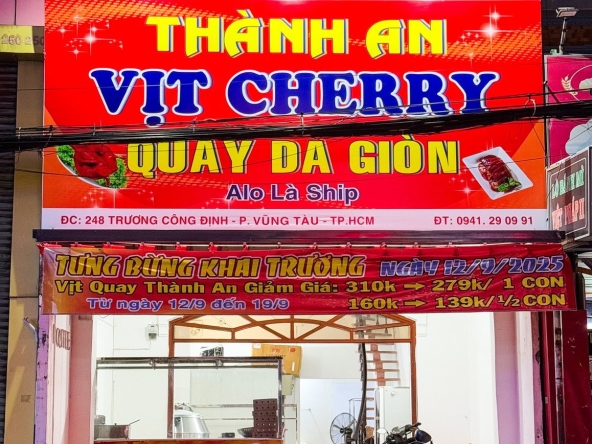 THÀNH AN
VỊT CHERRY
QUAY DA GIÒN
Alo Là Ship
ĐC: 248 TRƯƠNG CÔNG ĐỊNH - P. VŨNG TÀU - TP.HCM ĐT: 0941. 29 09 91
TƯNG BỪNG KHAI TRƯƠNG NGÀY 12/9/2025
Vịt Quay Thành An Giảm Giá: 310k → 279k/ 1 CON
Từ ngày 12/9 đến 19/9 160k → 139k/ ½ CON